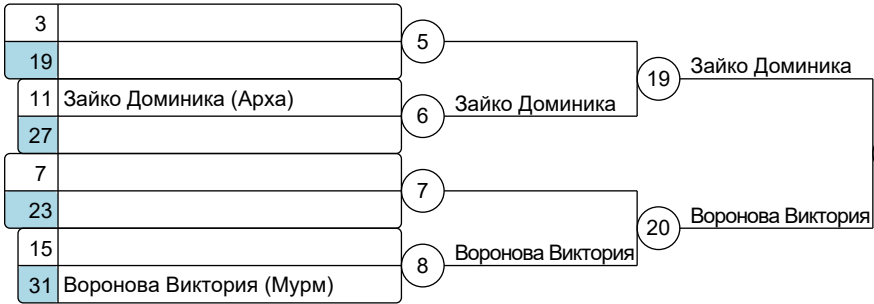 3
5
19
19 Зайко Доминика
11 Зайко Доминика (Арха)
6 Зайко Доминика
27
7
7
23
20 Воронова Виктория
15
8 Воронова Виктория
31 Воронова Виктория (Мурм)